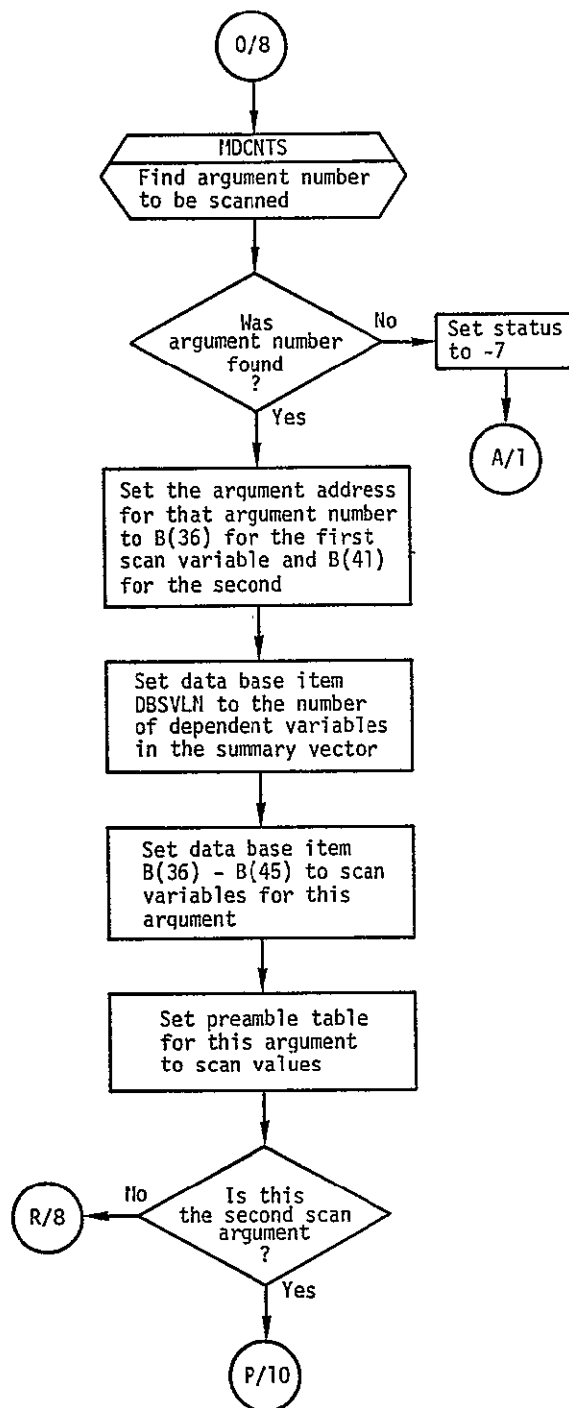 O/8
MDCNTS
Find argument number
to be scanned
Was
argument number
found
?
No
Set status
to -7
A/1
Yes
Set the argument address
for that argument number
to B(36) for the first
scan variable and B(41)
for the second
Set data base item
DBSVLN to the number
of dependent variables
in the summary vector
Set data base item
B(36) - B(45) to scan
variables for this
argument
Set preamble table
for this argument
to scan values
Is this
the second scan
argument
?
No
R/8
Yes
P/10